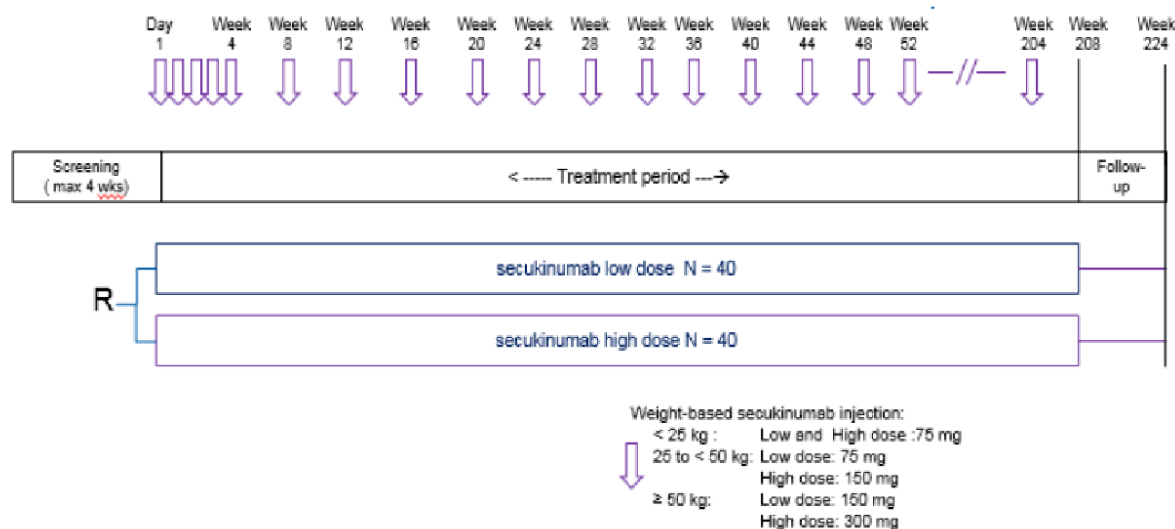 Day Week Week Week Week Week Week Week Week Week Week Week Week Week Week Week Week
1 4 8 12 16 20 24 28 32 36 40 44 48 52 204 208 224
—//—
Screening
( max 4 wks)
< ----- Treatment period ---→
Follow-
up
secukinumab low dose N = 40
R
secukinumab high dose N = 40
Weight-based secukinumab injection:
< 25 kg : Low and High dose :75 mg
25 to < 50 kg: Low dose: 75 mg
High dose: 150 mg
≥ 50 kg: Low dose: 150 mg
High dose: 300 mg